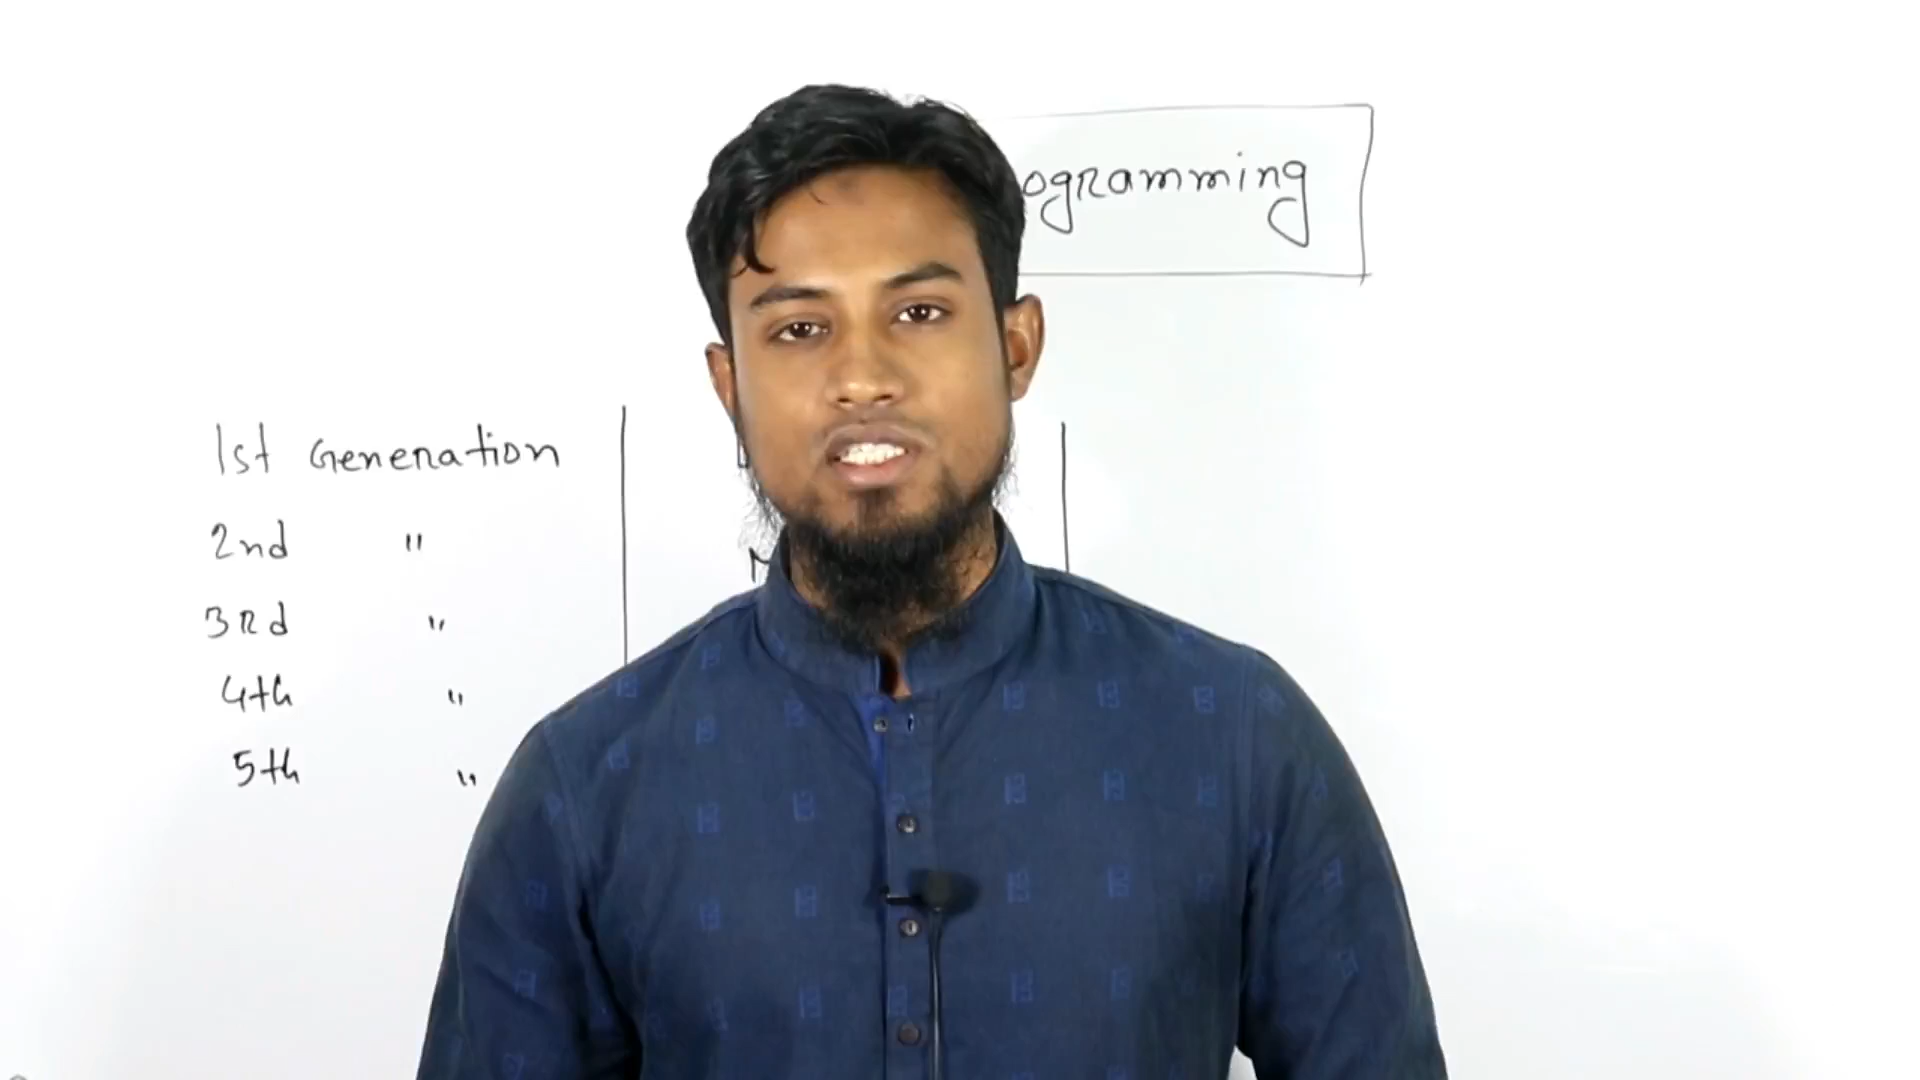 ogramming
1st Generation
2nd "
3rd "
4th "
5th "